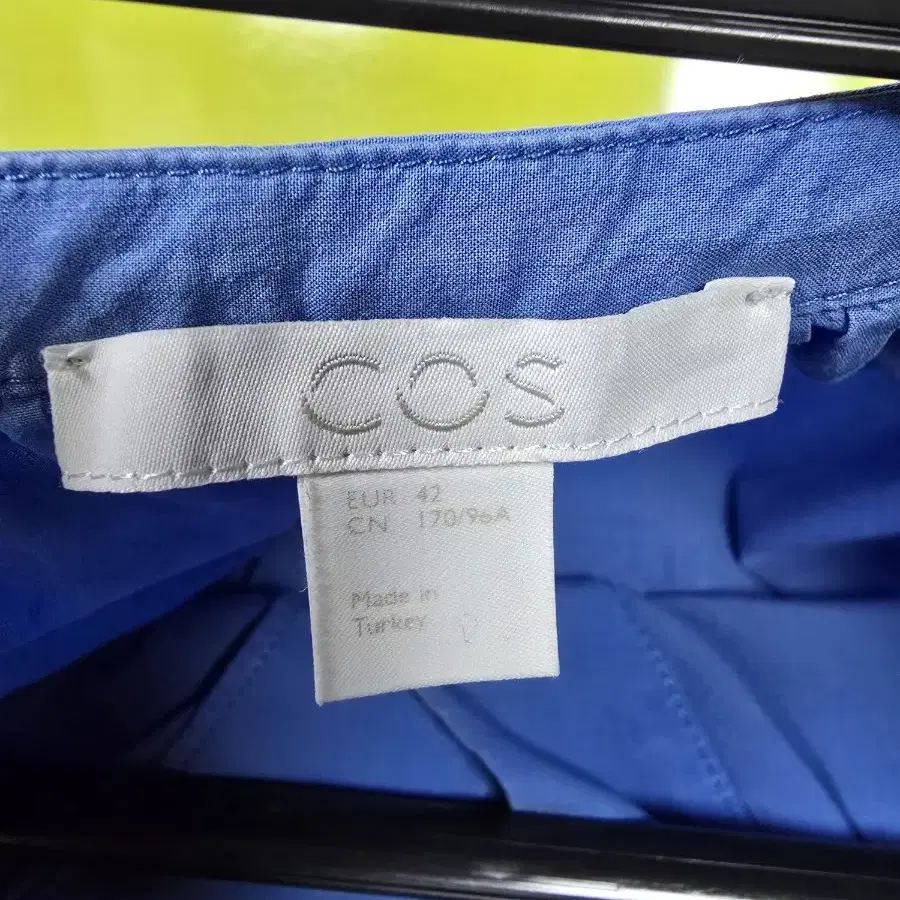 COS
EUR 42
CN 170/96A
Made in
Turkey